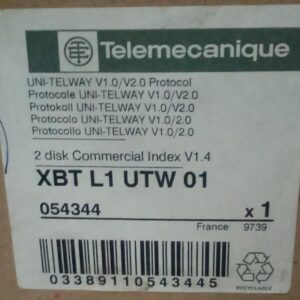 Telemecanique
UNI-TELWAY V1.0/V2.0 Protocol
Protocole UNI-TELWAY V1.0/V2.0
Protokoll UNI-TELWAY V1.0/V2.0
Protocolo UNI-TELWAY V1.0/2.0
Protocollo UNI-TELWAY V1.0/2.0
2 disk Commercial Index V1.4
XBT L1 UTW 01
054344 x 1
France 9739
03389110543445
RECYCLABLE